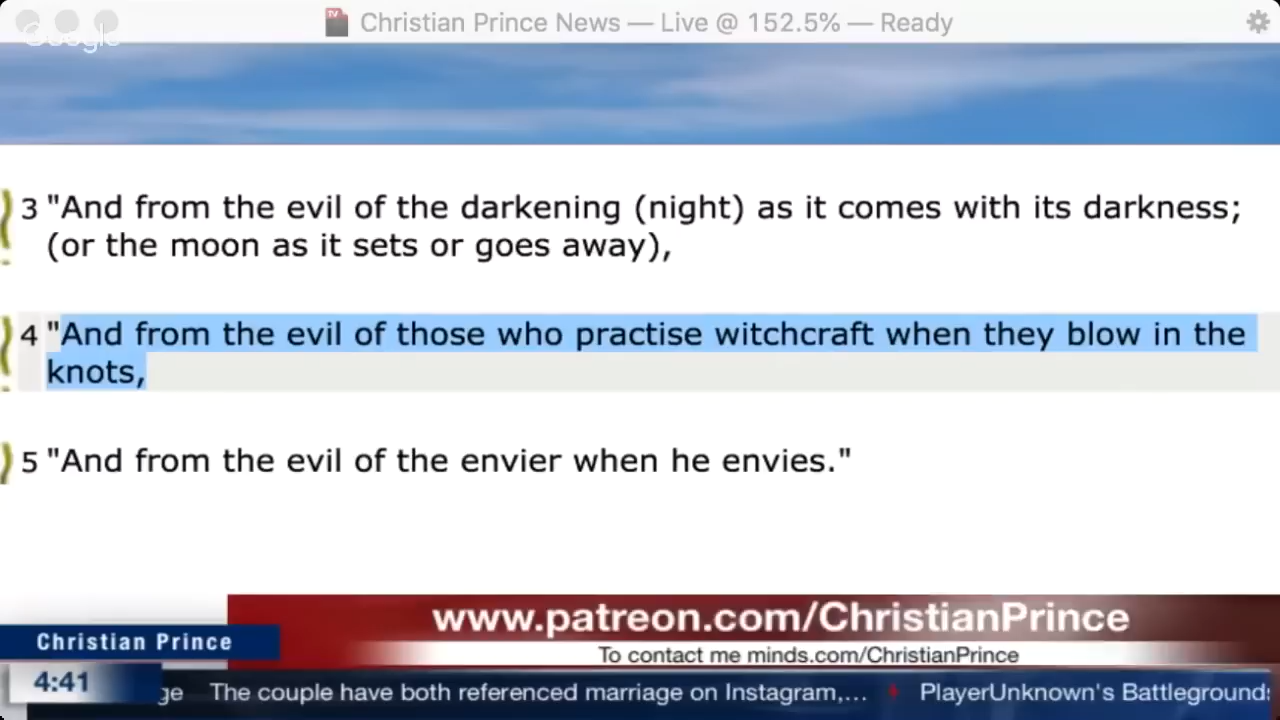 Christian Prince News — Live @ 152.5% — Ready
Google
TV
3 "And from the evil of the darkening (night) as it comes with its darkness;
(or the moon as it sets or goes away),
4 "And from the evil of those who practise witchcraft when they blow in the
knots,
5 "And from the evil of the envier when he envies."
www.patreon.com/ChristianPrince
Christian Prince
To contact me minds.com/ChristianPrince
4:41
ge The couple have both referenced marriage on Instagram,... PlayerUnknown's Battlegrounds